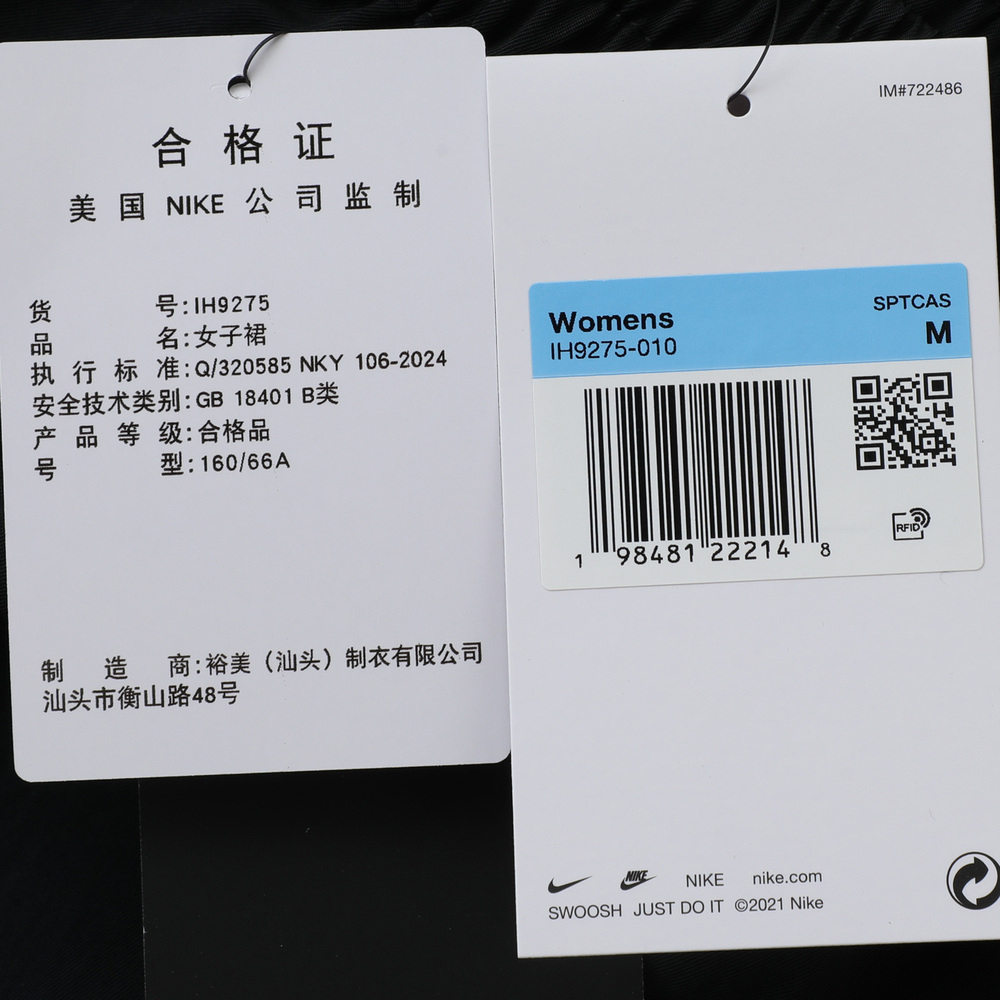 合格证
美国NIKE公司监制
货号:IH9275
品名:女子裙
执行标准:Q/320585 NKY 106-2024
安全技术类别:GB 18401 B类
产品等级:合格品
号型:160/66A
制造商:裕美（汕头）制衣有限公司
汕头市衡山路48号
IM#722486
Womens
SPTCAS
IH9275-010
M
1 98481 22214 8
RFID
NIKE NIKE nike.com
SWOOSH JUST DO IT ©2021 Nike